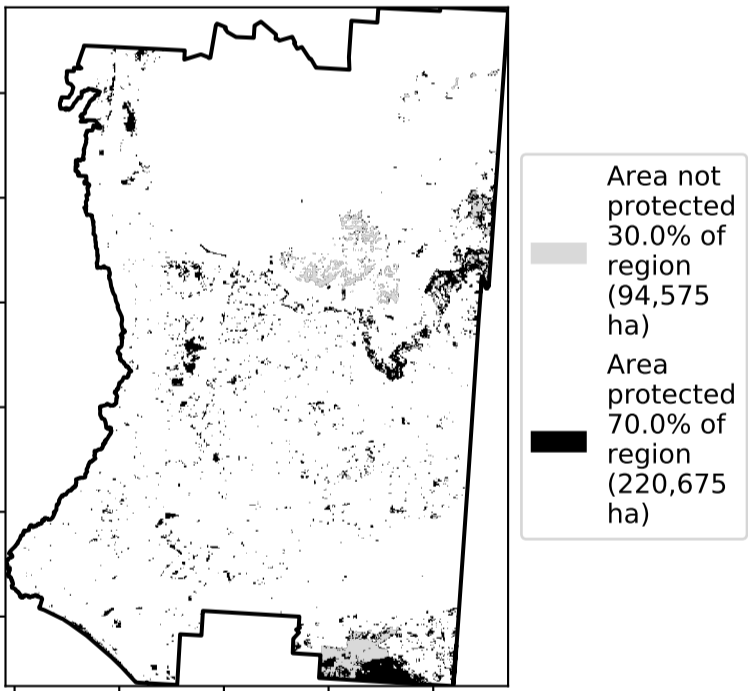 Area not
protected
30.0% of
region
(94,575
ha)
Area
protected
70.0% of
region
(220,675
ha)